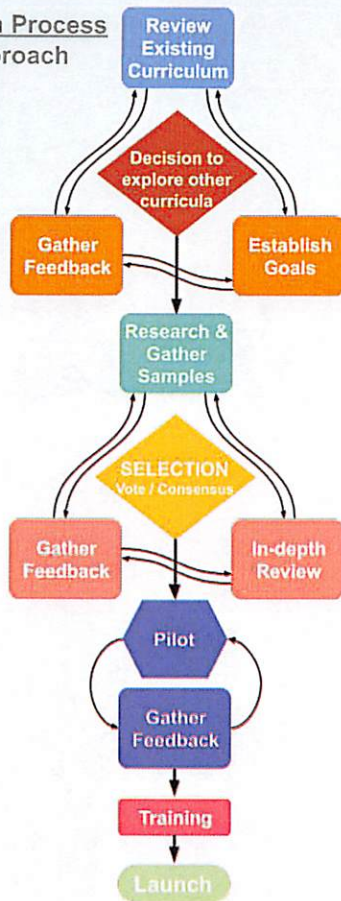 n Process
proach
Review
Existing
Curriculum
Decision to
explore other
curricula
Gather
Feedback
Establish
Goals
Research &
Gather
Samples
SELECTION
Vote / Consensus
Gather
Feedback
In-depth
Review
Pilot
Gather
Feedback
Training
Launch